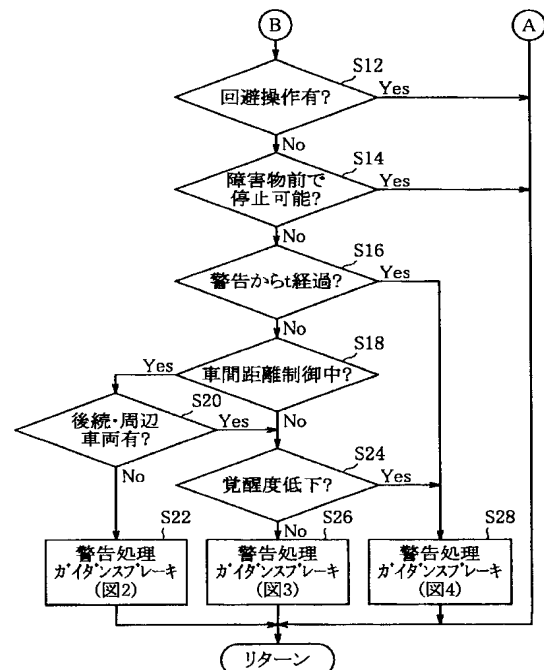 B
A
S12
回避操作有?
Yes
No
S14
障害物前で
停止可能?
Yes
No
S16
警告からt経過?
Yes
No
S18
車間距離制御中?
Yes
No
S20
後続・周辺
車両有?
Yes
No
S24
覚醒度低下?
Yes
No
S22
警告処理
ガイダンスブレーキ
(図2)
S26
警告処理
ガイダンスブレーキ
(図3)
S28
警告処理
ガイダンスブレーキ
(図4)
リターン